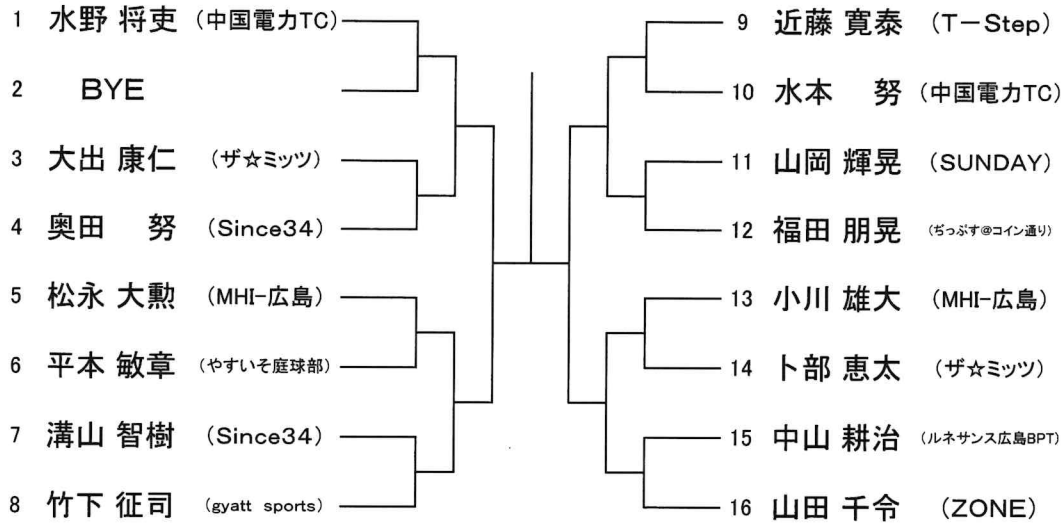 1 水野 将吏 (中国電力TC)
2 BYE
3 大出 康仁 (ザ☆ミッツ)
4 奥田 努 (Since34)
5 松永 大勲 (MHI-広島)
6 平本 敏章 (やすいそ庭球部)
7 溝山 智樹 (Since34)
8 竹下 征司 (gyatt sports)
9 近藤 寛泰 (T-Step)
10 水本 努 (中国電力TC)
11 山岡 輝晃 (SUNDAY)
12 福田 朋晃 (ぢっぷす@コイン通り)
13 小川 雄大 (MHI-広島)
14 卜部 恵太 (ザ☆ミッツ)
15 中山 耕治 (ルネサンス広島BPT)
16 山田 千令 (ZONE)